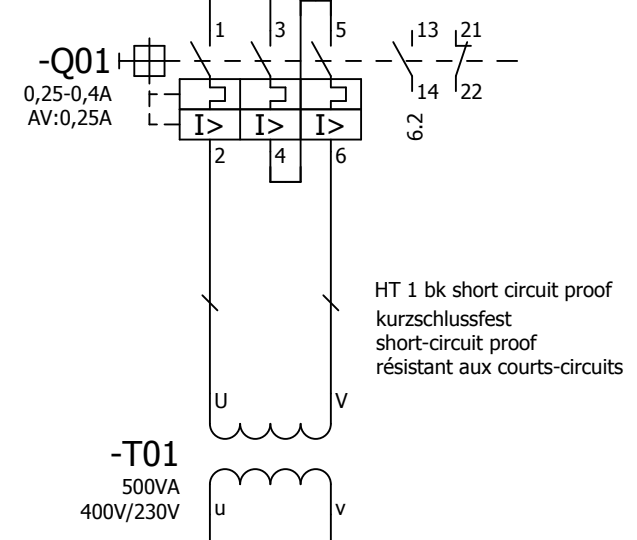 1 3 5 13 21
-Q01
0,25-0,4A
AV:0,25A
14 22
I> I> I>
6.2
2 4 6
HT 1 bk short circuit proof
kurzschlussfest
short-circuit proof
résistant aux courts-circuits
U V
-T01
500VA
400V/230V
u v